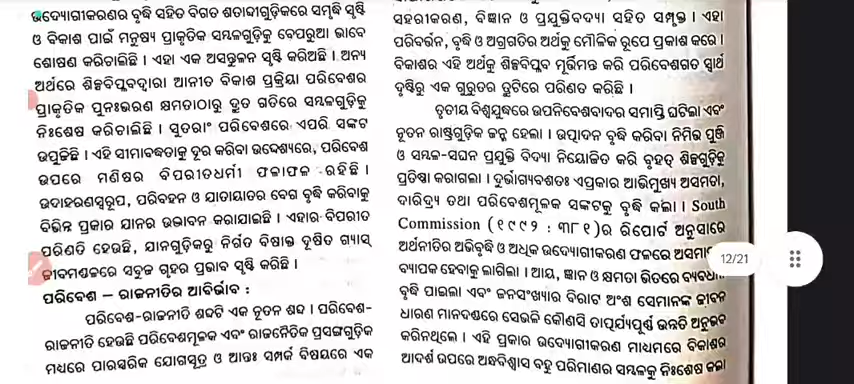 ଉଦ୍ୟୋଗୀକରଣର ବୃଦ୍ଧି ସହିତ ବିଗତ ଶତାବ୍ଦୀଗୁଡ଼ିକରେ ସମୃଦ୍ଧି ସୃଷ୍ଟି
ଓ ବିକାଶ ପାଇଁ ମନୁଷ୍ୟ ପ୍ରାକୃତିକ ସମ୍ବଳଗୁଡ଼ିକୁ ବେପରୁଆ ଭାବେ
ଶୋଷଣ କରିଚାଲିଛି । ଏହା ଏକ ଅସନ୍ତୁଳନ ସୃଷ୍ଟି କରିଅଛି । ଅନ୍ୟ
ଅର୍ଥରେ ଶିଳ୍ପବିପ୍ଳବଦ୍ୱାରା ଆନୀତ ବିକାଶ ପ୍ରକ୍ରିୟା ପରିବେଶର
ପ୍ରାକୃତିକ ପୁନଃଭରଣ କ୍ଷମତାଠାରୁ ଦ୍ରୁତ ଗତିରେ ସମ୍ବଳଗୁଡ଼ିକୁ
ନିଃଶେଷ କରିଚାଲିଛି । ସୁତରାଂ ପରିବେଶରେ ଏପରି ସଙ୍କଟ
ଉପୁଜିଛି । ଏହି ସୀମାବଦ୍ଧତାକୁ ଦୂର କରିବା ଉଦ୍ଦେଶ୍ୟରେ, ପରିବେଶ
ଉପରେ ମଣିଷର ବିପରୀତଧର୍ମୀ ଫଳାଫଳ ରହିଛି ।
ଉଦାହରଣସ୍ୱରୂପ, ପରିବହନ ଓ ଯାତାୟାତର ବେଗ ବୃଦ୍ଧି କରିବାକୁ
ବିଭିନ୍ନ ପ୍ରକାର ଯାନର ଉଦ୍ଭାବନ କରାଯାଇଛି । ଏହାର ବିପରୀତ
ପରିଣତି ହେଉଛି, ଯାନଗୁଡ଼ିକରୁ ନିର୍ଗତ ବିଷାକ୍ତ ଦୂଷିତ ଗ୍ୟାସ୍
ଜୀବମଣ୍ଡଳରେ ସବୁଜ ଗୃହର ପ୍ରଭାବ ସୃଷ୍ଟି କରିଛି ।
ପରିବେଶ – ରାଜନୀତିର ଆବିର୍ଭାବ :
ପରିବେଶ-ରାଜନୀତି ଶବ୍ଦଟି ଏକ ନୂତନ ଶବ୍ଦ । ପରିବେଶ-
ରାଜନୀତି ହେଉଛି ପରିବେଶମୂଳକ ଏବଂ ରାଜନୈତିକ ପ୍ରସଙ୍ଗଗୁଡ଼ିକ
ମଧ୍ୟରେ ପାରସ୍ପରିକ ଯୋଗସୂତ୍ର ଓ ଆନ୍ତଃ ସମ୍ପର୍କ ବିଷୟରେ ଏକ
ସହରୀକରଣ, ବିଜ୍ଞାନ ଓ ପ୍ରଯୁକ୍ତିବିଦ୍ୟା ସହିତ ସମ୍ପୃକ୍ତ । ଏହା
ପରିବର୍ତ୍ତନ, ବୃଦ୍ଧି ଓ ଅଗ୍ରଗତିର ଅର୍ଥକୁ ମୌଳିକ ରୂପେ ପ୍ରକାଶ କରେ ।
ବିକାଶର ଏହି ଅର୍ଥକୁ ଶିଳ୍ପବିପ୍ଳବ ମୂର୍ତ୍ତିମନ୍ତ କରି ପରିବେଶଗତ ସ୍ୱାର୍ଥ
ଦୃଷ୍ଟିରୁ ଏକ ଗୁରୁତର ତ୍ରୁଟିରେ ପରିଣତ କରିଛି ।
ତୃତୀୟ ବିଶ୍ୱଯୁଦ୍ଧରେ ଉପନିବେଶବାଦର ସମାପ୍ତି ଘଟିଲା ଏବଂ
ନୂତନ ରାଷ୍ଟ୍ରଗୁଡ଼ିକ ଜନ୍ମ ହେଲା । ଉତ୍ପାଦନ ବୃଦ୍ଧି କରିବା ନିମିତ୍ତ ପୁଞ୍ଜି
ଓ ସମ୍ବଳ-ସଘନ ପ୍ରଯୁକ୍ତି ବିଦ୍ୟା ନିୟୋଜିତ କରି ବୃହତ୍ ଶିଳ୍ପଗୁଡ଼ିକୁ
ପ୍ରତିଷ୍ଠା କରାଗଲା । ଦୁର୍ଭାଗ୍ୟବଶତଃ ଏପ୍ରକାର ଆଭିମୁଖ୍ୟ ଅସମତା,
ଦାରିଦ୍ର୍ୟ ତଥା ପରିବେଶମୂଳକ ସଙ୍କଟକୁ ବୃଦ୍ଧି କଲା । South
Commission (୧୯୯୨ : ୩୮୧)ର ରିପୋର୍ଟ ଅନୁସାରେ
ଅର୍ଥନୀତିର ଅଭିବୃଦ୍ଧି ଓ ଅଧିକ ଉଦ୍ୟୋଗୀକରଣ ଫଳରେ
ବ୍ୟାପକ ହେବାକୁ ଲାଗିଲା । ଆୟ, ଜ୍ଞାନ ଓ କ୍ଷମତା ଭିତରେ
ବୃଦ୍ଧି ପାଇଲା ଏବଂ ଜନସଂଖ୍ୟାର ବିରାଟ ଅଂଶ ସେମାନଙ୍କ ଜୀବନ
ଧାରଣ ମାନଦଣ୍ଡରେ ସେଭଳି କୌଣସି ତାତ୍ପର୍ଯ୍ୟପୂର୍ଣ୍ଣ ଉନ୍ନତି ଅନୁଭବ
କରିନଥିଲେ । ଏହି ପ୍ରକାର ଉଦ୍ୟୋଗୀକରଣ ମାଧ୍ୟମରେ ବିକାଶର
ଆଦର୍ଶ ଉପରେ ଅନ୍ଧବିଶ୍ୱାସ ବହୁ ପରିମାଣର ସମ୍ବଳକୁ ନିଃଶେଷ କଲା
12/21